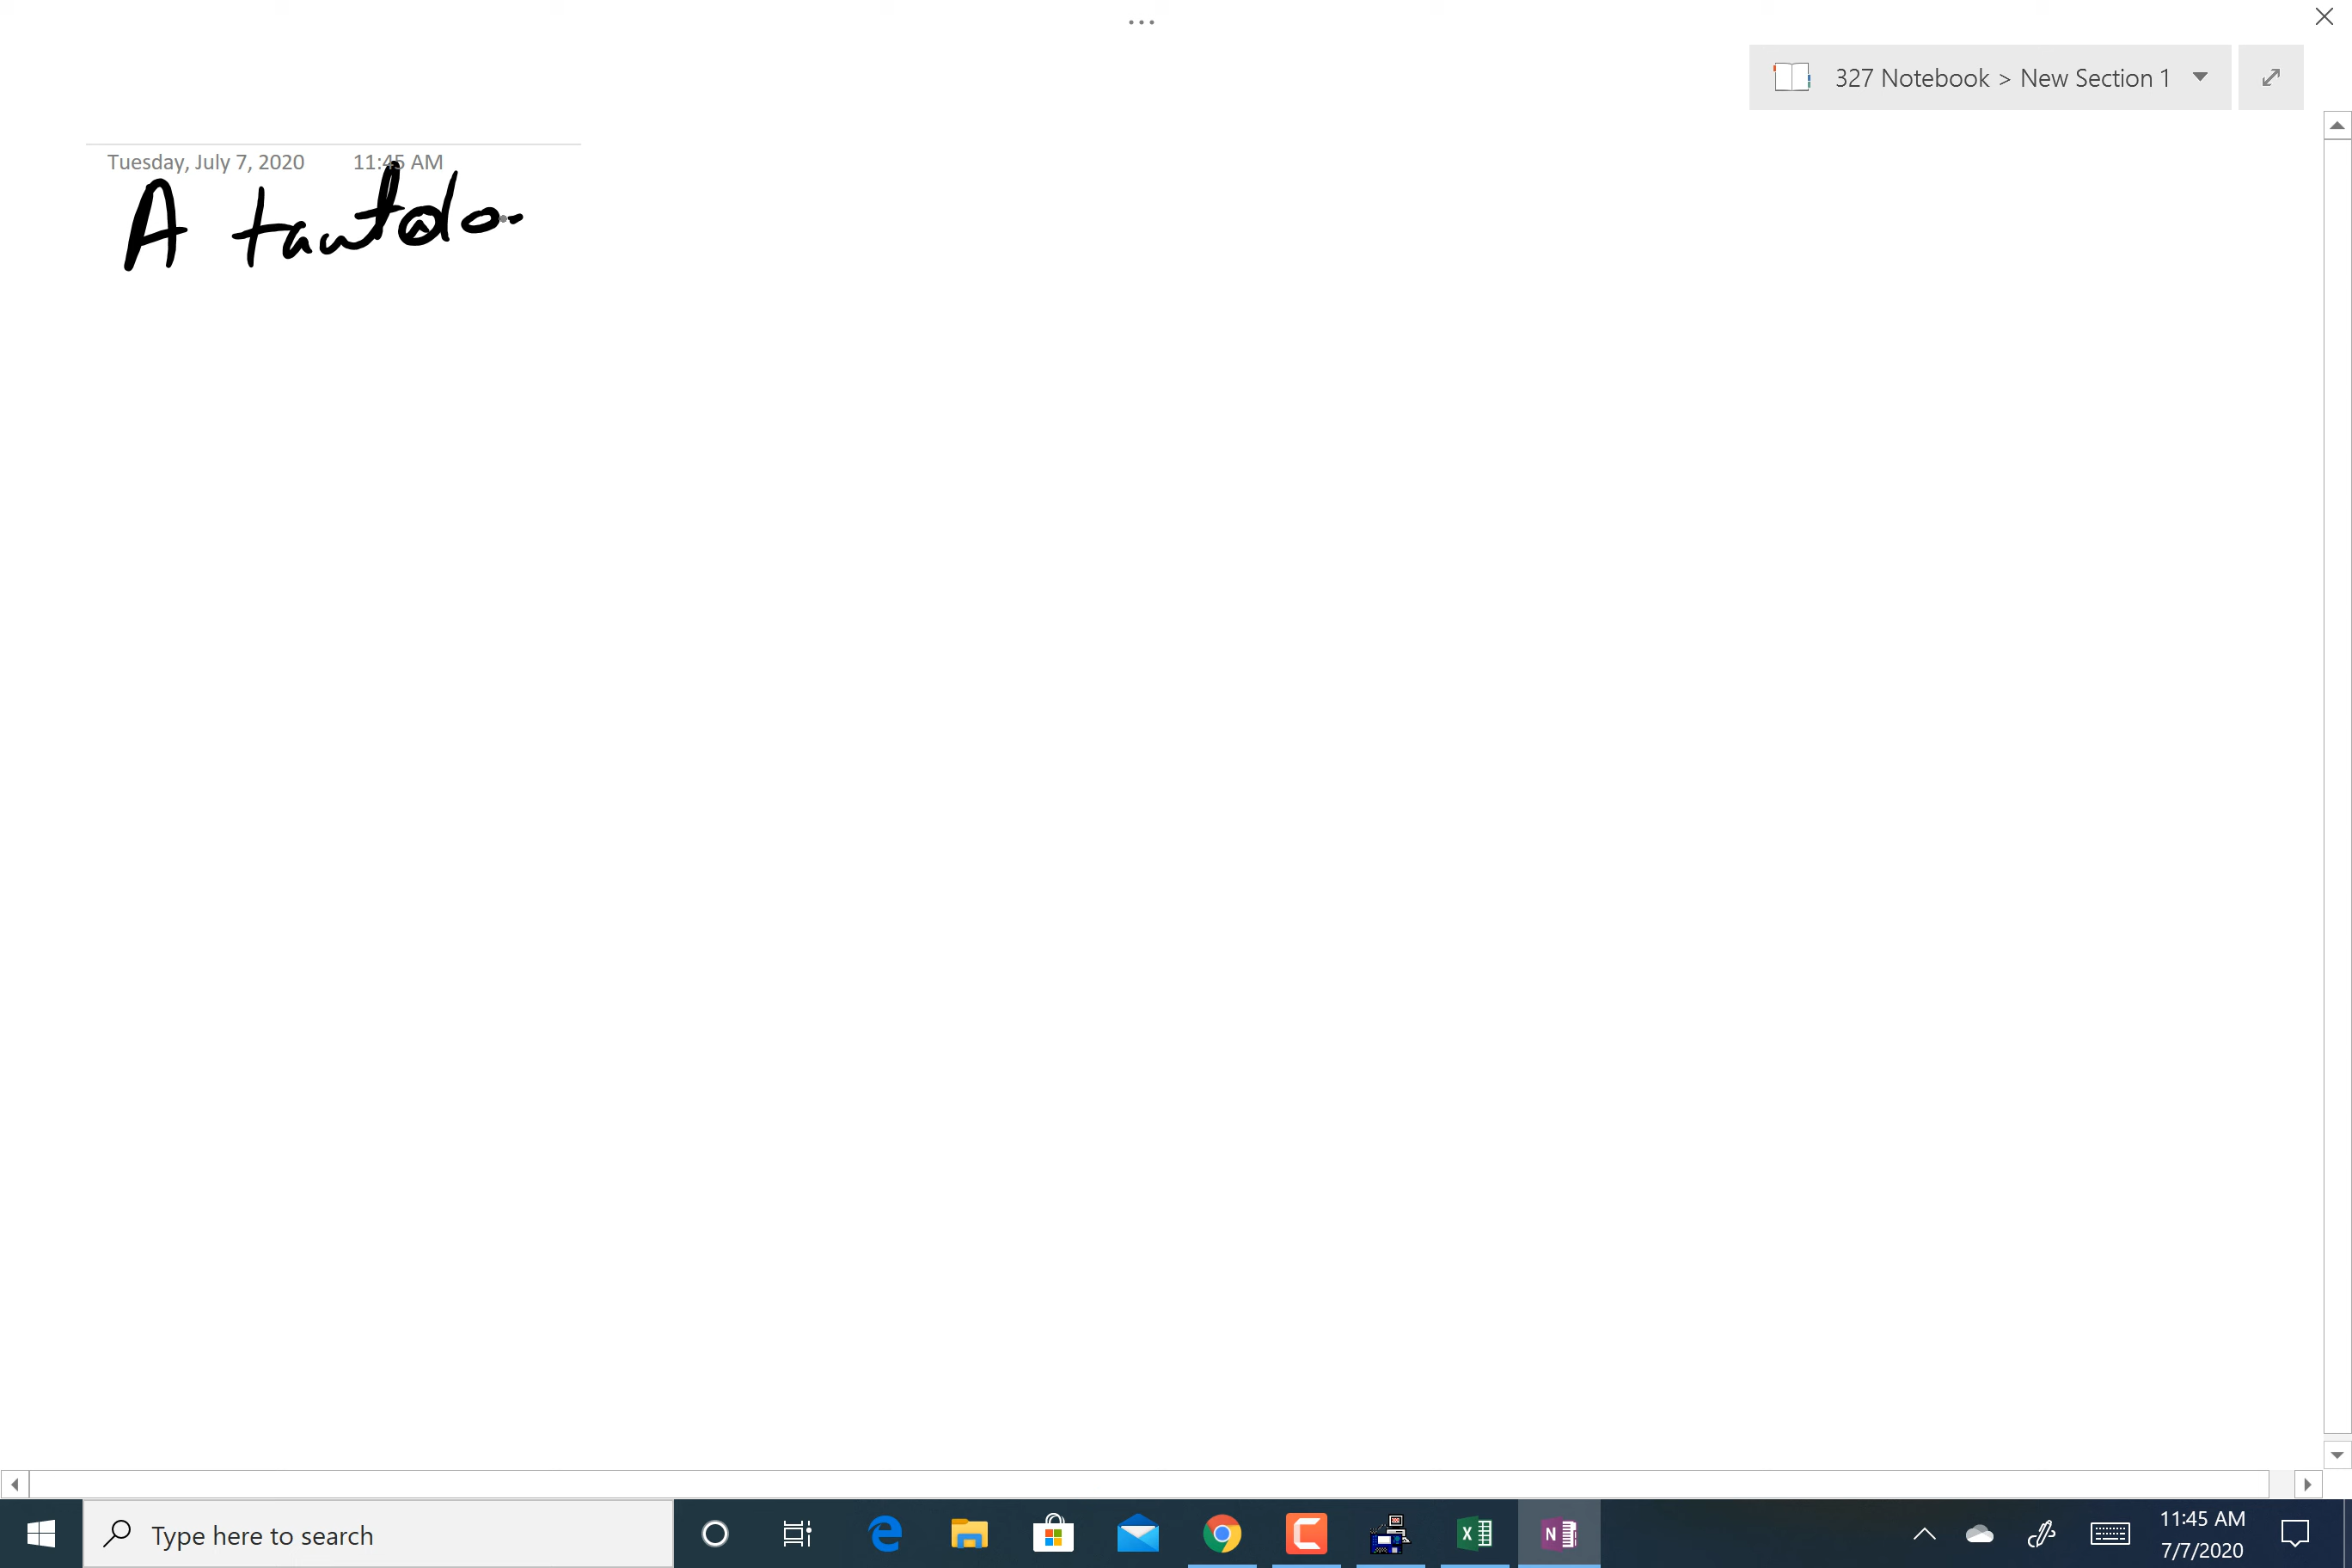 ...
327 Notebook > New Section 1
Tuesday, July 7, 2020 11:45 AM
A tautolo
Type here to search
11:45 AM
7/7/2020